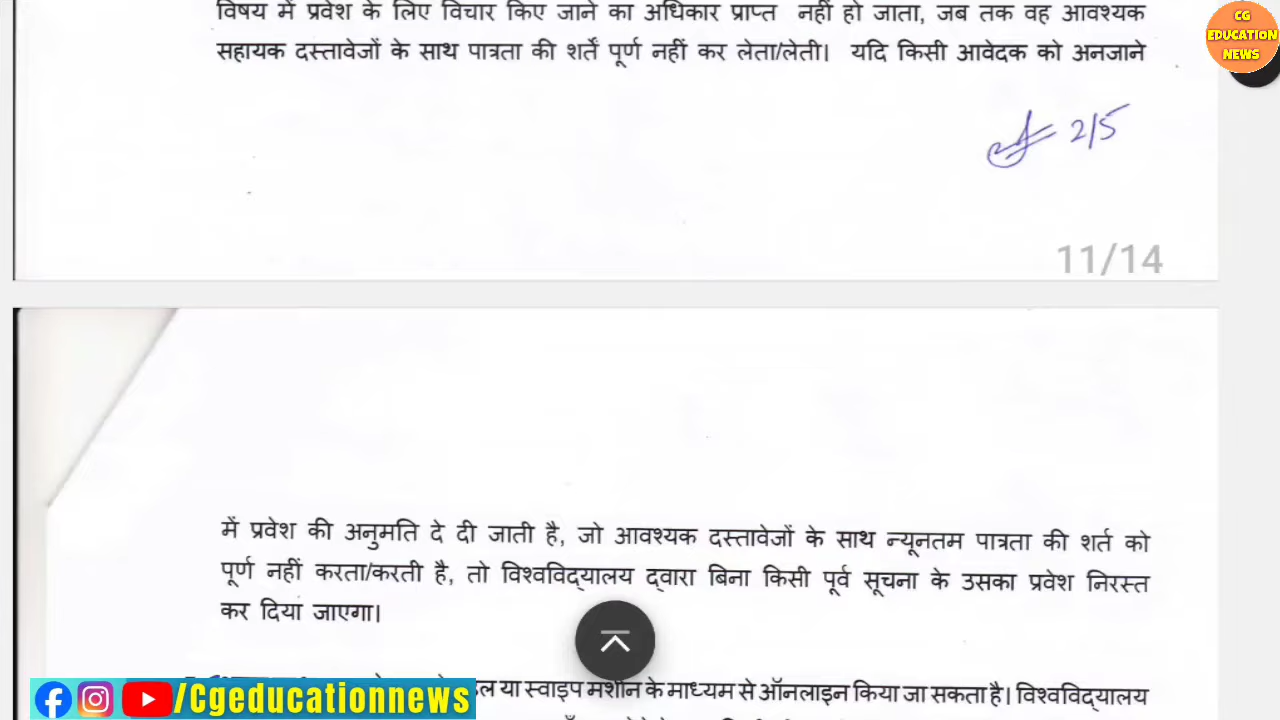 विषय में प्रवेश के लिए विचार किए जाने का अधिकार प्राप्त नहीं हो जाता, जब तक वह आवश्यक
सहायक दस्तावेजों के साथ पात्रता की शर्तें पूर्ण नहीं कर लेता/लेती। यदि किसी आवेदक को अनजाने
CG
EDUCATION
NEWS
2/5
11/14
में प्रवेश की अनुमति दे दी जाती है, जो आवश्यक दस्तावेजों के साथ न्यूनतम पात्रता की शर्त को
पूर्ण नहीं करता/करती है, तो विश्वविद्यालय द्वारा बिना किसी पूर्व सूचना के उसका प्रवेश निरस्त
कर दिया जाएगा।
या स्वाइप मशीन के माध्यम से ऑनलाइन किया जा सकता है। विश्वविद्यालय
/Cgeducationnews